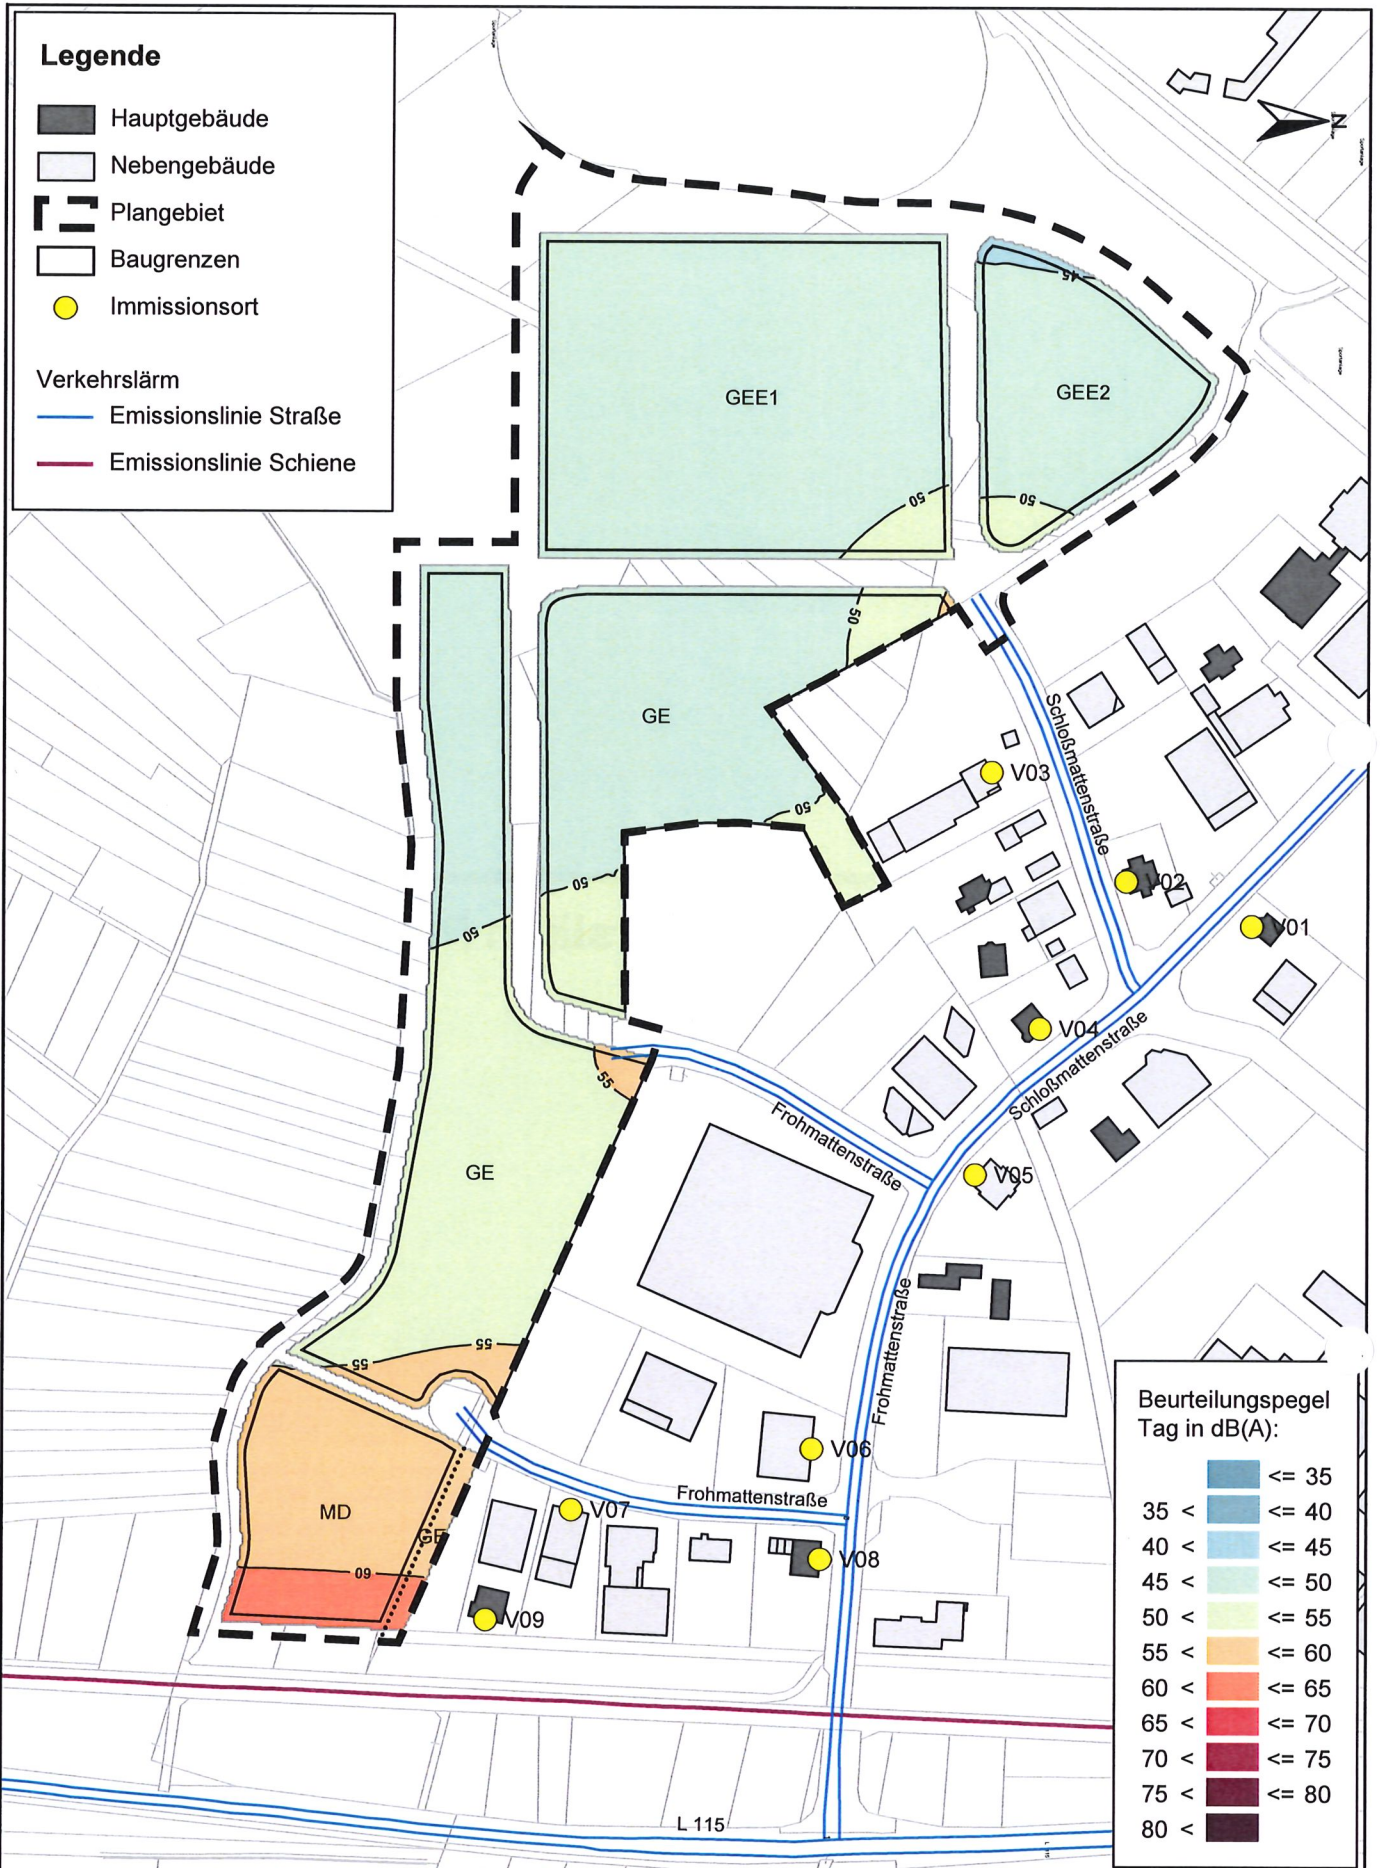 Legende
Hauptgebäude
Nebengebäude
Plangebiet
Baugrenzen
Immissionsort
Verkehrslärm
Emissionslinie Straße
Emissionslinie Schiene
N
45
GEE1
GEE2
50
50
50
GE
Schloßmattenstraße
V03
50
V02
50
V01
50
V04
Schloßmattenstraße
55
Frohmattenstraße
GE
V05
Frohmattenstraße
55
55
V06
Frohmattenstraße
V07
MD
GE
V08
60
V09
L 115
Beurteilungspegel
Tag in dB(A):
<= 35
35 < <= 40
40 < <= 45
45 < <= 50
50 < <= 55
55 < <= 60
60 < <= 65
65 < <= 70
70 < <= 75
75 < <= 80
80 <